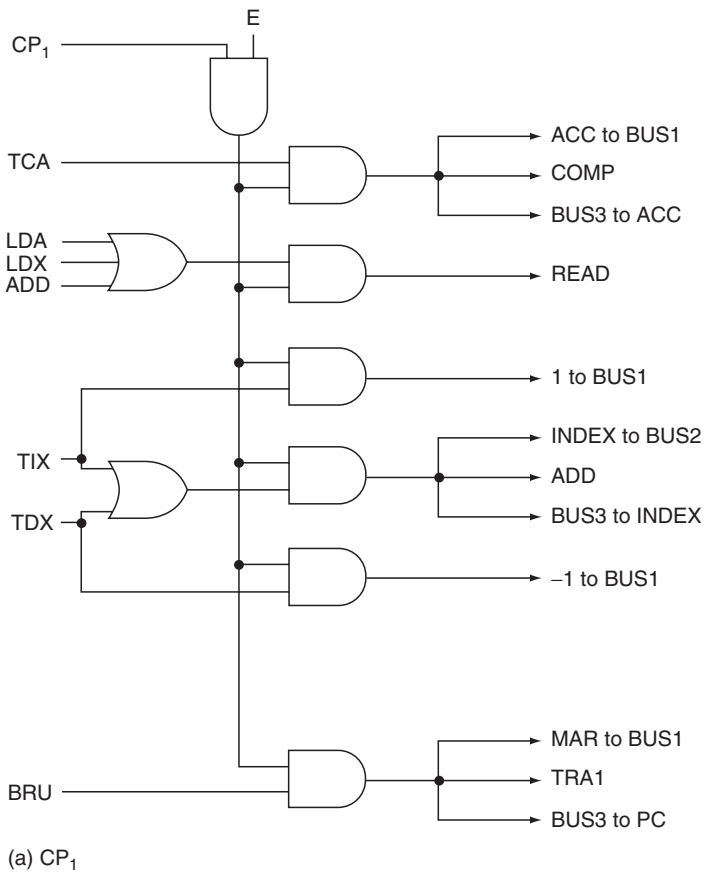 E
CP₁
ACC to BUS1
TCA
COMP
BUS3 to ACC
LDA
LDX
READ
ADD
1 to BUS1
INDEX to BUS2
TIX
ADD
BUS3 to INDEX
TDX
–1 to BUS1
MAR to BUS1
TRA1
BRU
BUS3 to PC
(a) CP₁